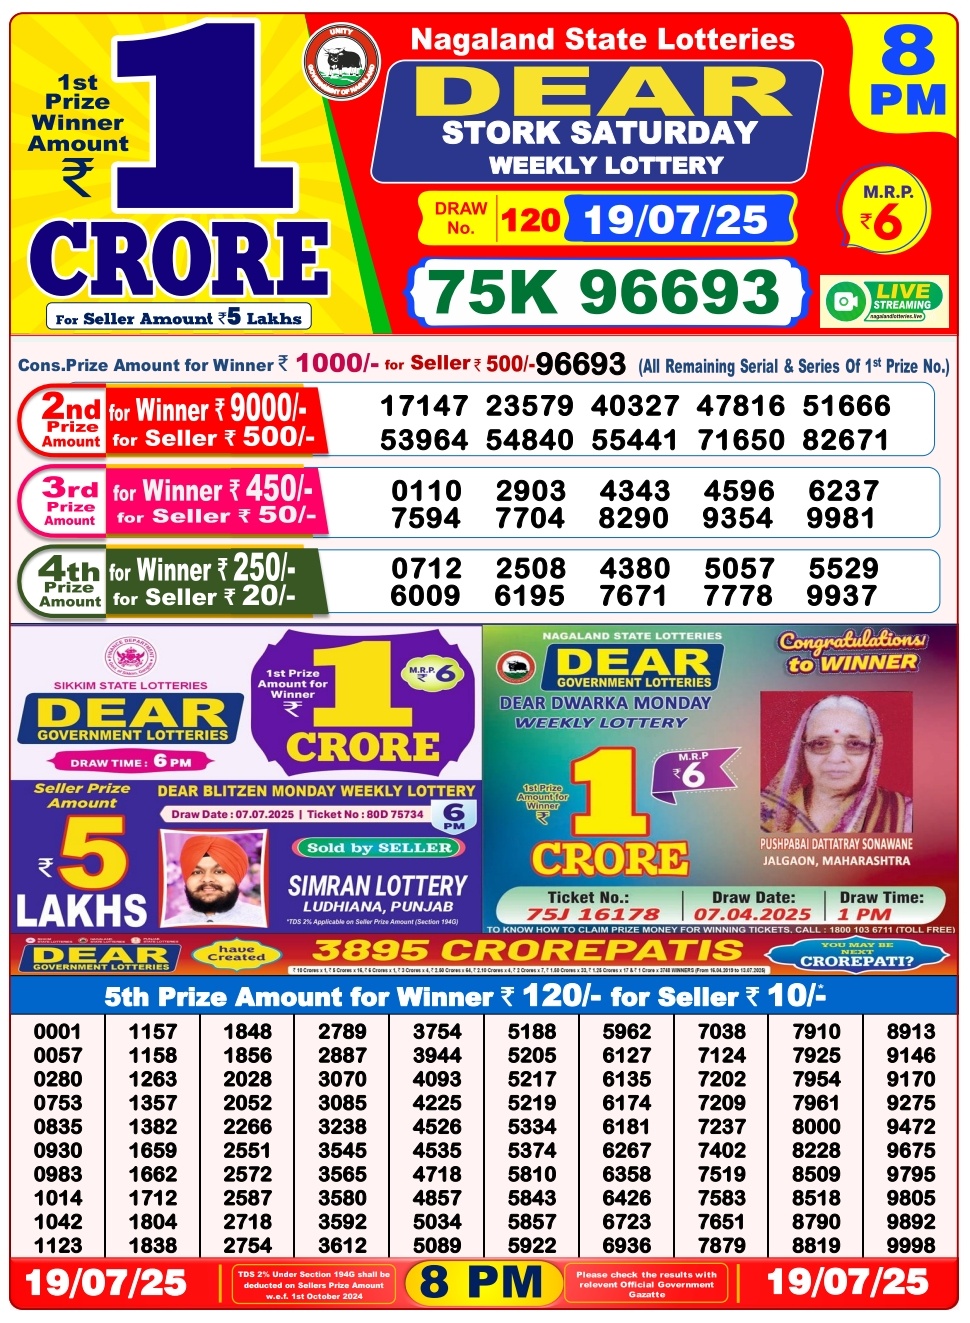 1st
Prize
Winner
Amount
₹
1
CRORE
For Seller Amount ₹5 Lakhs
UNITY
GOVERNMENT OF NAGALAND
Nagaland State Lotteries
DEAR
STORK SATURDAY
WEEKLY LOTTERY
8
PM
DRAW
No.
120
19/07/25
M.R.P.
₹6
75K 96693
LIVE
STREAMING
nagalandlotteries.live
Cons.Prize Amount for Winner ₹ 1000/- for Seller ₹ 500/- 96693 (All Remaining Serial & Series Of 1st Prize No.)
2nd
Prize
Amount
for Winner ₹ 9000/-
for Seller ₹ 500/-
17147 23579 40327 47816 51666
53964 54840 55441 71650 82671
3rd
Prize
Amount
for Winner ₹ 450/-
for Seller ₹ 50/-
0110 2903 4343 4596 6237
7594 7704 8290 9354 9981
4th
Prize
Amount
for Winner ₹ 250/-
for Seller ₹ 20/-
0712 2508 4380 5057 5529
6009 6195 7671 7778 9937
SIKKIM STATE LOTTERIES
DEAR
GOVERNMENT LOTTERIES
DRAW TIME : 6 PM
1st Prize
Amount for
Winner
₹
1
CRORE
M.R.P.
₹6
Seller Prize
Amount
₹5
LAKHS
DEAR BLITZEN MONDAY WEEKLY LOTTERY
Draw Date : 07.07.2025 | Ticket No : 80D 75734
6
PM
Sold by SELLER
SIMRAN LOTTERY
LUDHIANA, PUNJAB
*TDS 2% Applicable on Seller Prize Amount (Section 194G)
NAGALAND STATE LOTTERIES
DEAR
GOVERNMENT LOTTERIES
DEAR DWARKA MONDAY
WEEKLY LOTTERY
1st Prize
Amount for
Winner
₹
1
CRORE
M.R.P
₹6
Congratulations
to WINNER
PUSHPABAI DATTATRAY SONAWANE
JALGAON, MAHARASHTRA
Ticket No.: Draw Date: Draw Time:
75J 16178 07.04.2025 1 PM
TO KNOW HOW TO CLAIM PRIZE MONEY FOR WINNING TICKETS, CALL : 1800 103 6711 (TOLL FREE)
DEAR
GOVERNMENT LOTTERIES
have
Created
3895 CROREPATIS
YOU MAY BE
NEXT
CROREPATI?
5th Prize Amount for Winner ₹ 120/- for Seller ₹ 10/-*
0001 1157 1848 2789 3754 5188 5962 7038 7910 8913
0057 1158 1856 2887 3944 5205 6127 7124 7925 9146
0280 1263 2028 3070 4093 5217 6135 7202 7954 9170
0753 1357 2052 3085 4225 5219 6174 7209 7961 9275
0835 1382 2266 3238 4526 5334 6181 7237 8000 9472
0930 1659 2551 3545 4535 5374 6267 7402 8228 9675
0983 1662 2572 3565 4718 5810 6358 7519 8509 9795
1014 1712 2587 3580 4857 5843 6426 7583 8518 9805
1042 1804 2718 3592 5034 5857 6723 7651 8790 9892
1123 1838 2754 3612 5089 5922 6936 7879 8819 9998
19/07/25
TDS 2% Under Section 194G shall be
deducted on Sellers Prize Amount
w.e.f. 1st October 2024
8 PM
Please check the results with
relevent Official Government
Gazatte
19/07/25